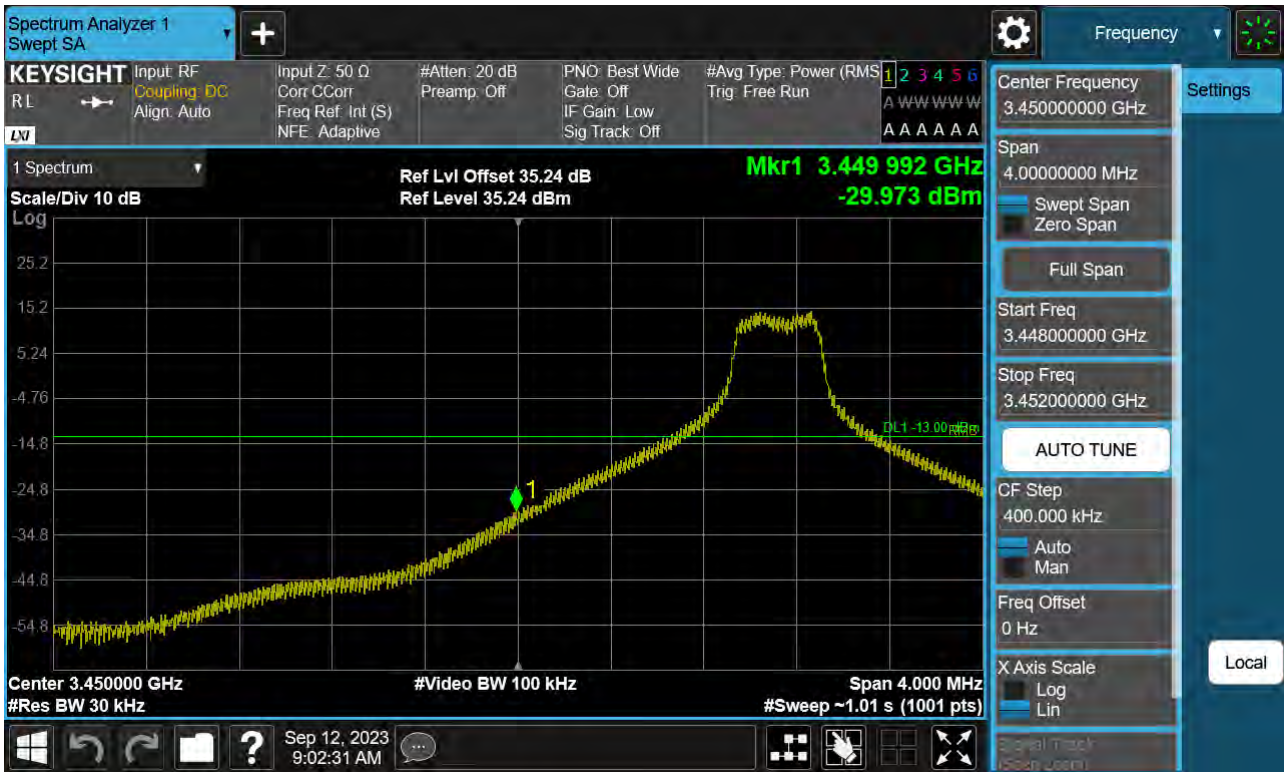 Spectrum Analyzer 1
Swept SA
Frequency
KEYSIGHT
RL
LXI
Input: RF
Coupling: DC
Align: Auto
Input Z: 50 Ω
Corr CCorr
Freq Ref: Int (S)
NFE: Adaptive
#Atten: 20 dB
Preamp: Off
PNO: Best Wide
Gate: Off
IF Gain: Low
Sig Track: Off
#Avg Type: Power (RMS
Trig: Free Run
1 2 3 4 5 6
A W W W W W
A A A A A A
1 Spectrum
Scale/Div 10 dB
Log
Ref Lvl Offset 35.24 dB
Ref Level 35.24 dBm
Mkr1 3.449 992 GHz
-29.973 dBm
25.2
15.2
5.24
-4.76
-14.8
-24.8
-34.8
-44.8
-54.8
DL1 -13.00 dBm
RMS
1
Center 3.450000 GHz
#Res BW 30 kHz
#Video BW 100 kHz
Span 4.000 MHz
#Sweep ~1.01 s (1001 pts)
Center Frequency
3.450000000 GHz
Settings
Span
4.00000000 MHz
Swept Span
Zero Span
Full Span
Start Freq
3.448000000 GHz
Stop Freq
3.452000000 GHz
AUTO TUNE
CF Step
400.000 kHz
Auto
Man
Freq Offset
0 Hz
X Axis Scale
Log
Lin
Local
Signal Track
(Span Zoom)
?
Sep 12, 2023
9:02:31 AM